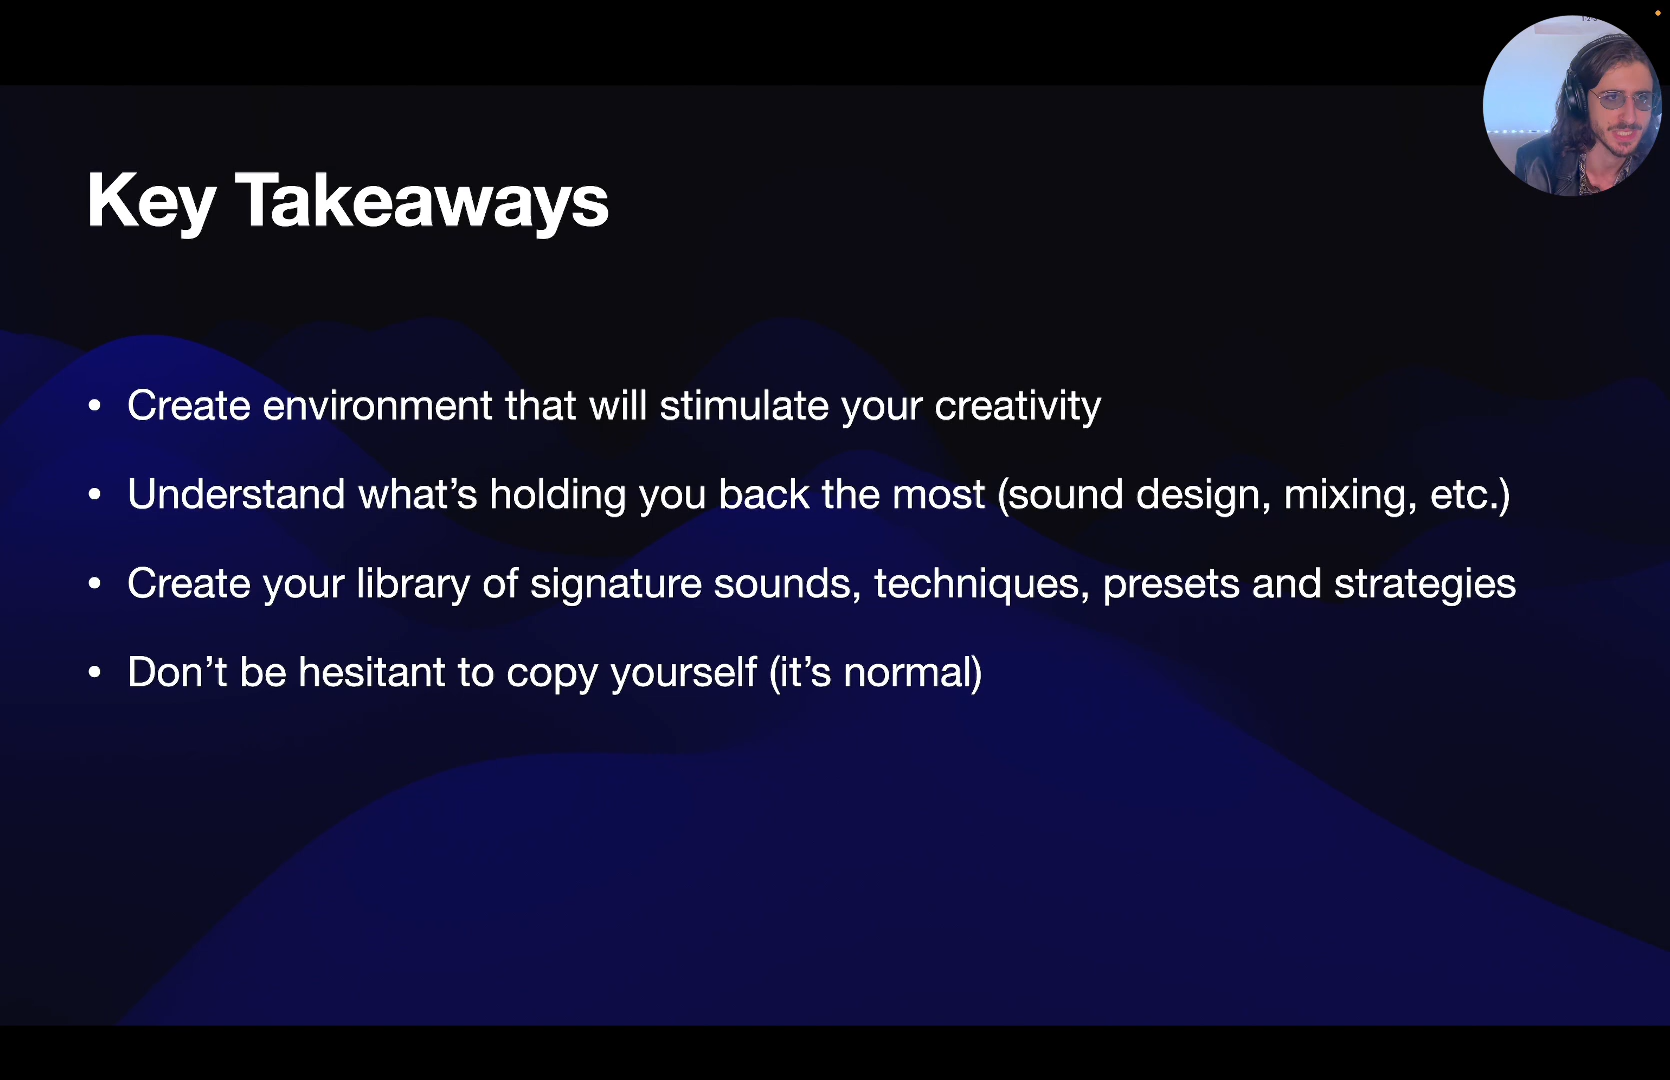 Key Takeaways
• Create environment that will stimulate your creativity
• Understand what’s holding you back the most (sound design, mixing, etc.)
• Create your library of signature sounds, techniques, presets and strategies
• Don’t be hesitant to copy yourself (it’s normal)